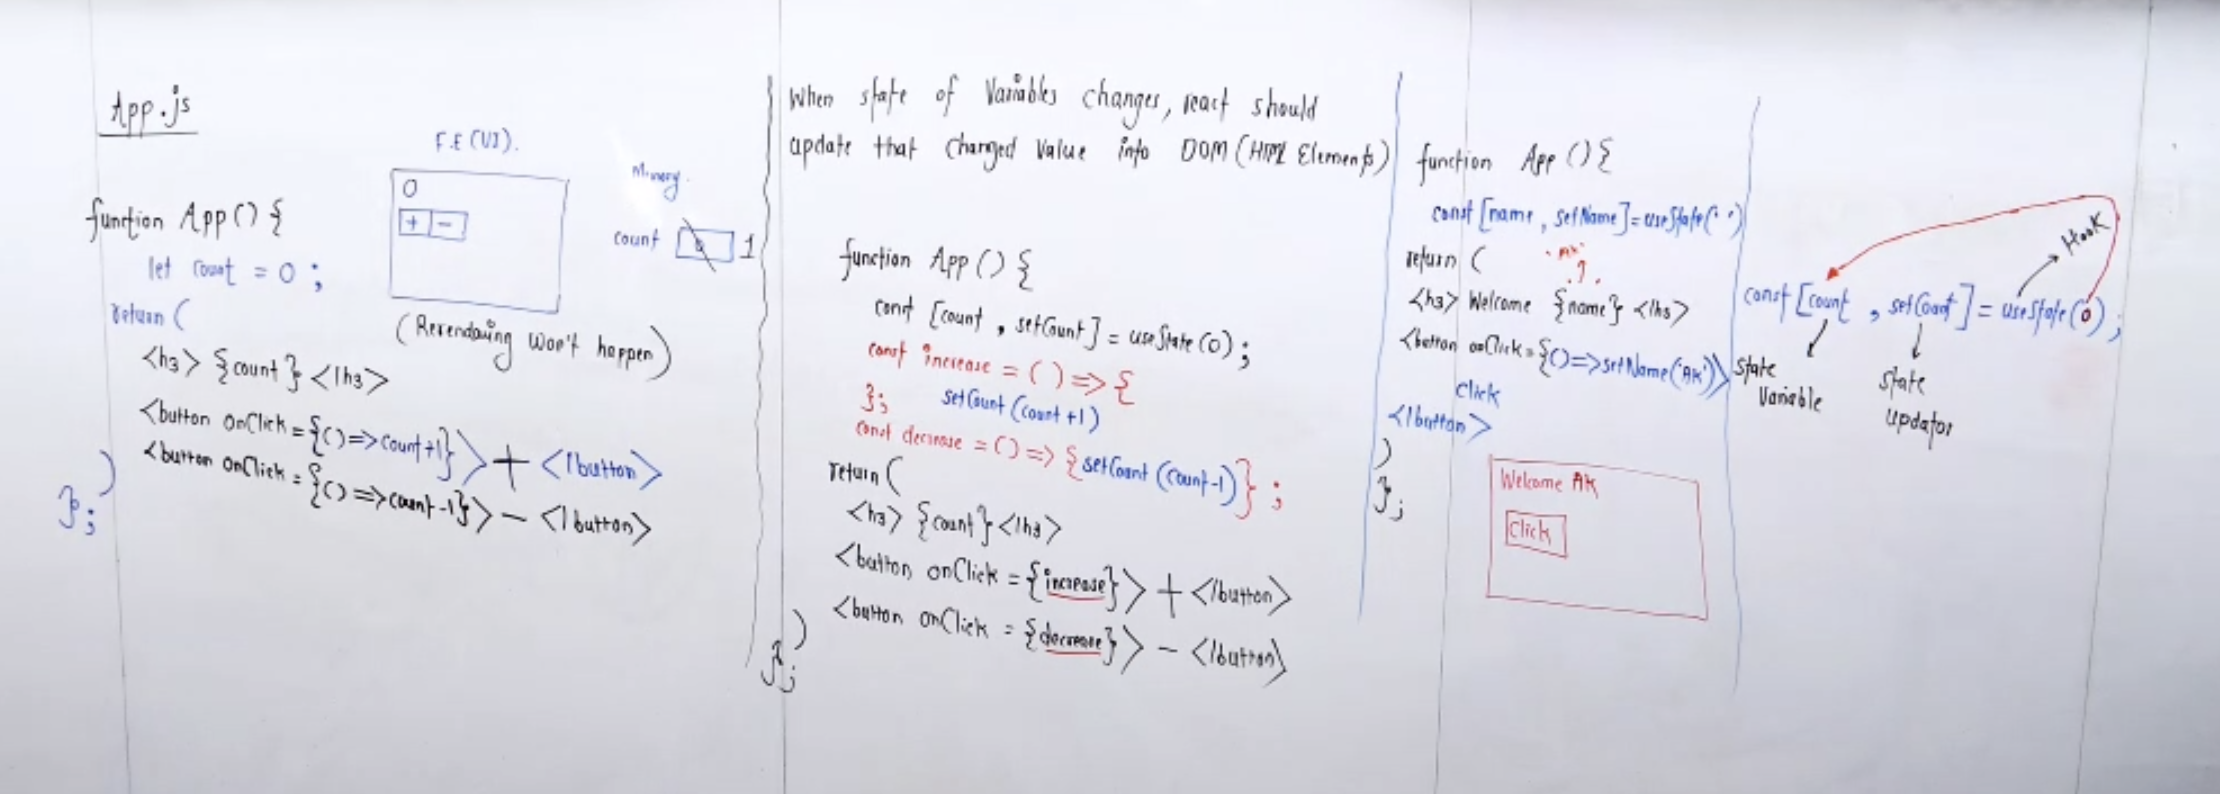 App.js
F.E (UI).
0
+ -
(Rerendaring Won't happen)
Mimory.
count 0 1
function App () {
let count = 0 ;
return (
<h3> {count} </h3>
<button onClick = {()=>count+1}> + </button>
<button onClick = {()=>count-1}> - </button>
)
};
When state of Variables changes, react should
update that changed value into DOM (HTML Elements)
function App () {
const [count , setCount] = useState (0) ;
const increase = ( ) => {
setCount (count +1)
};
const decrease = () => {setCount (count-1)} ;
return (
<h3> {count} </h3>
<button onClick = {increase}> + </button>
<button onClick = {decrease}> - </button>
)
};
function App () {
const [name , setName] = useState(' ')
return (
'AK'
<h3> Welcome {name} </h3>
<button onClick = {()=>setName('AK')}>
Click
</button>
)
};
Welcome AK
Click
Hook
const [count , setCount] = useState(0) ;
State
Variable
State
Updator